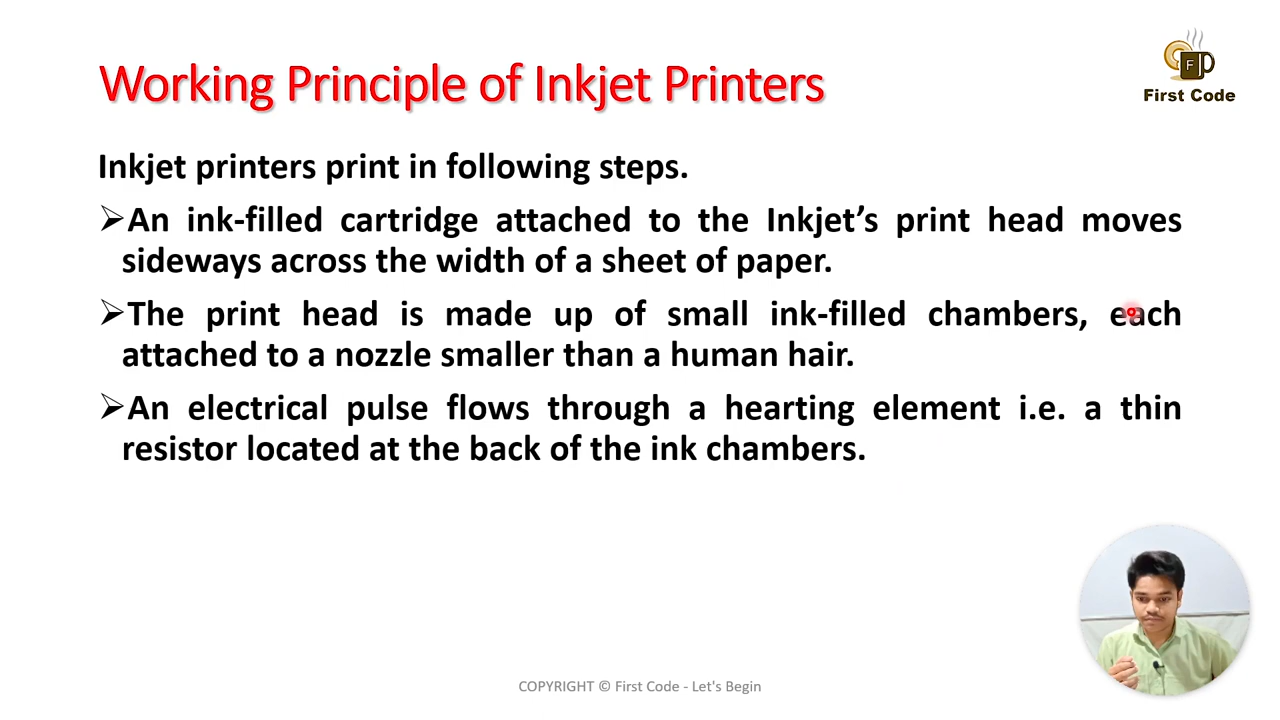 F
First Code
Working Principle of Inkjet Printers
Inkjet printers print in following steps.
➢An ink-filled cartridge attached to the Inkjet’s print head moves
sideways across the width of a sheet of paper.
➢The print head is made up of small ink-filled chambers, each
attached to a nozzle smaller than a human hair.
➢An electrical pulse flows through a hearting element i.e. a thin
resistor located at the back of the ink chambers.
COPYRIGHT © First Code - Let's Begin